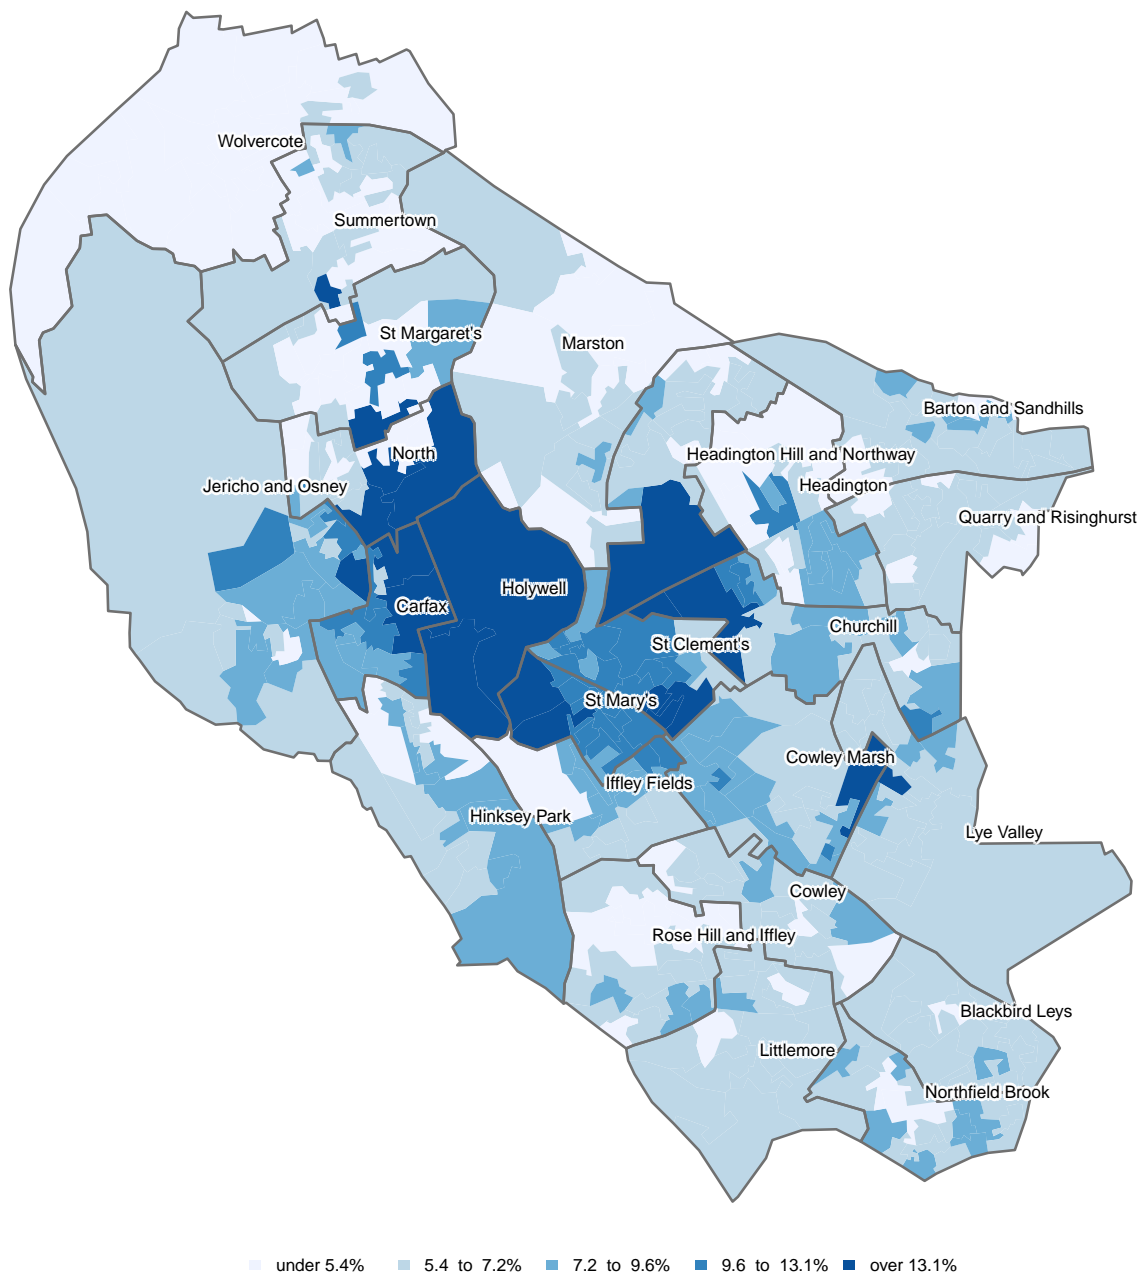 Wolvercote
Summertown
St Margaret's
Marston
Barton and Sandhills
North
Headington Hill and Northway
Jericho and Osney
Headington
Quarry and Risinghurst
Holywell
Carfax
Churchill
St Clement's
St Mary's
Cowley Marsh
Iffley Fields
Hinksey Park
Lye Valley
Cowley
Rose Hill and Iffley
Blackbird Leys
Littlemore
Northfield Brook
under 5.4% 5.4 to 7.2% 7.2 to 9.6% 9.6 to 13.1% over 13.1%